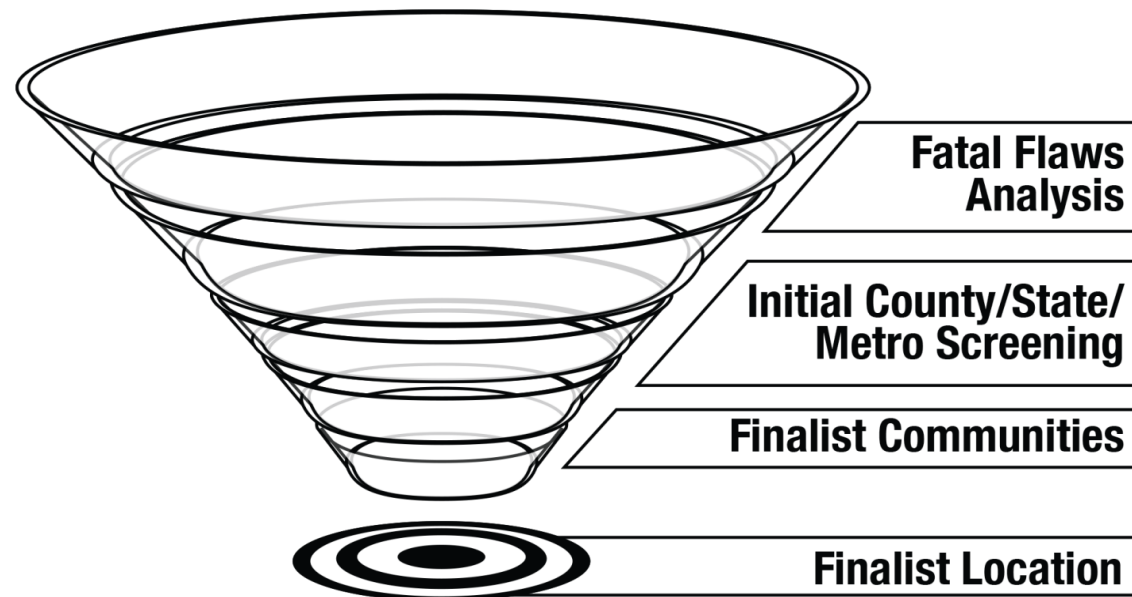 Fatal Flaws
Analysis
Initial County/State/
Metro Screening
Finalist Communities
Finalist Location